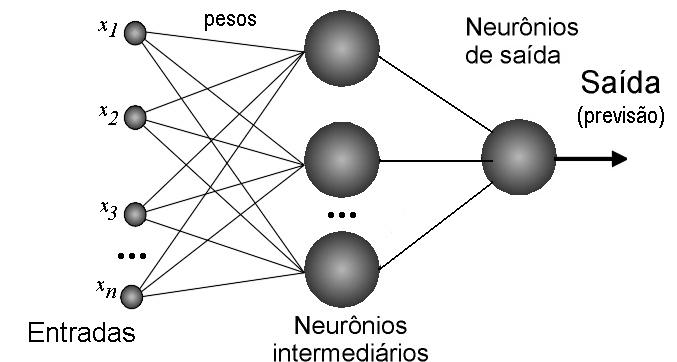 x1
pesos
Neurônios
de saída
x2
Saída
(previsão)
x3
...
...
xn
Entradas
Neurônios
intermediários